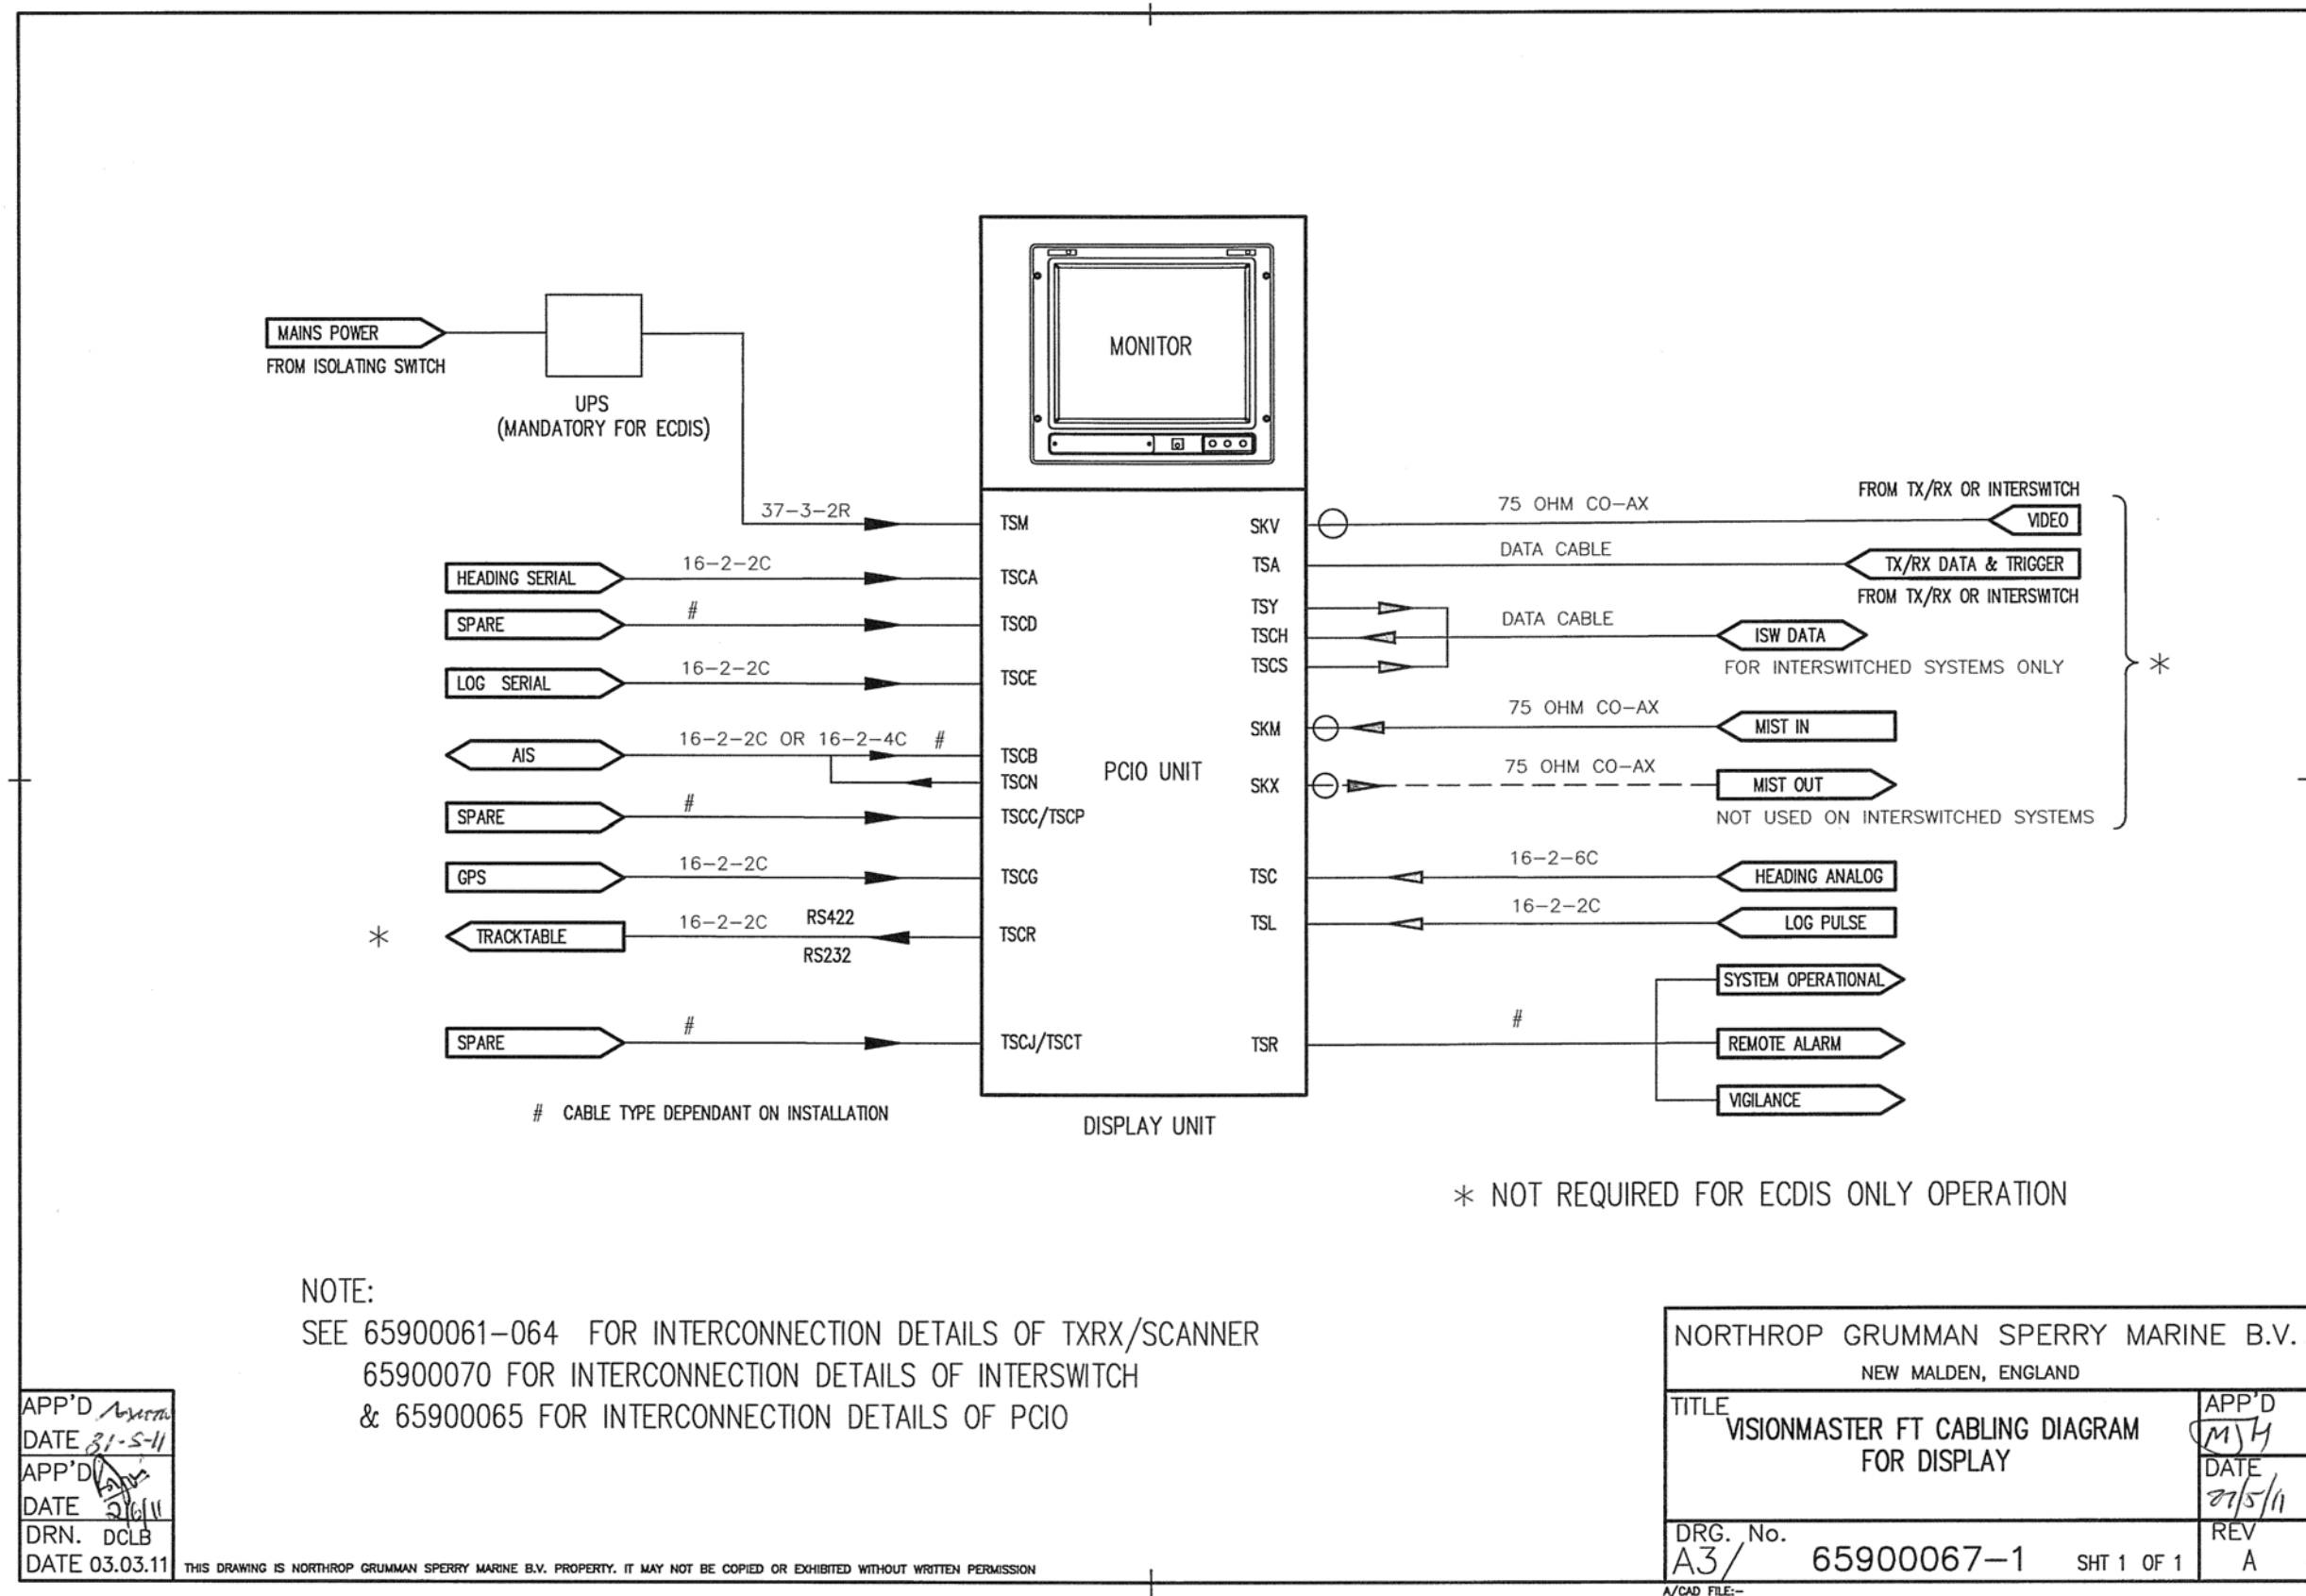 MONITOR
MAINS POWER
FROM ISOLATING SWITCH
UPS
(MANDATORY FOR ECDIS)
37-3-2R
TSM
HEADING SERIAL
16-2-2C
TSCA
SPARE
#
TSCD
LOG SERIAL
16-2-2C
TSCE
AIS
16-2-2C OR 16-2-4C #
TSCB
TSCN
SPARE
#
TSCC/TSCP
GPS
16-2-2C
TSCG
* TRACKTABLE
16-2-2C RS422
RS232
TSCR
SPARE
#
TSCJ/TSCT
# CABLE TYPE DEPENDANT ON INSTALLATION
PCIO UNIT
DISPLAY UNIT
FROM TX/RX OR INTERSWITCH
SKV
75 OHM CO-AX
VIDEO
TSA
DATA CABLE
TX/RX DATA & TRIGGER
FROM TX/RX OR INTERSWITCH
TSY
TSCH
TSCS
DATA CABLE
ISW DATA
FOR INTERSWITCHED SYSTEMS ONLY
*
SKM
75 OHM CO-AX
MIST IN
SKX
75 OHM CO-AX
MIST OUT
NOT USED ON INTERSWITCHED SYSTEMS
TSC
16-2-6C
HEADING ANALOG
TSL
16-2-2C
LOG PULSE
SYSTEM OPERATIONAL
TSR
#
REMOTE ALARM
VIGILANCE
* NOT REQUIRED FOR ECDIS ONLY OPERATION
NOTE:
SEE 65900061-064 FOR INTERCONNECTION DETAILS OF TXRX/SCANNER
65900070 FOR INTERCONNECTION DETAILS OF INTERSWITCH
& 65900065 FOR INTERCONNECTION DETAILS OF PCIO
APP'D
DATE 31-5-11
APP'D
DATE 2/6/11
DRN. DCLB
DATE 03.03.11
THIS DRAWING IS NORTHROP GRUMMAN SPERRY MARINE B.V. PROPERTY. IT MAY NOT BE COPIED OR EXHIBITED WITHOUT WRITTEN PERMISSION
NORTHROP GRUMMAN SPERRY MARINE B.V.
NEW MALDEN, ENGLAND
TITLE
VISIONMASTER FT CABLING DIAGRAM
FOR DISPLAY
APP'D
MJH
DATE
27/5/11
DRG. No.
A3/ 65900067-1 SHT 1 OF 1
REV
A
A/CAD FILE:-